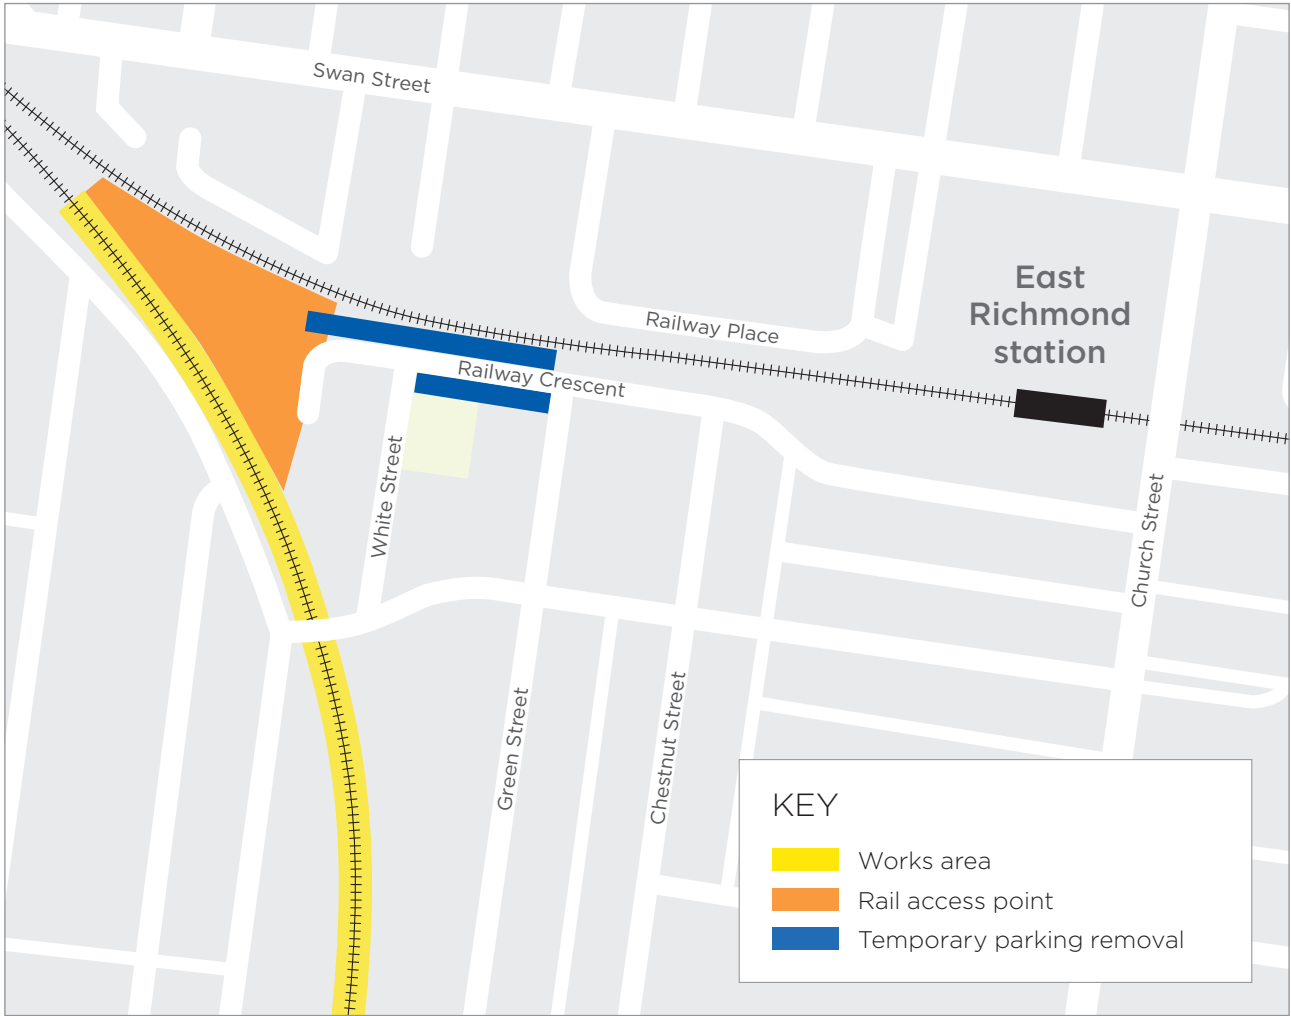 Swan Street
East
Richmond
station
Railway Place
Railway Crescent
White Street
Church Street
Green Street
Chestnut Street
KEY
Works area
Rail access point
Temporary parking removal